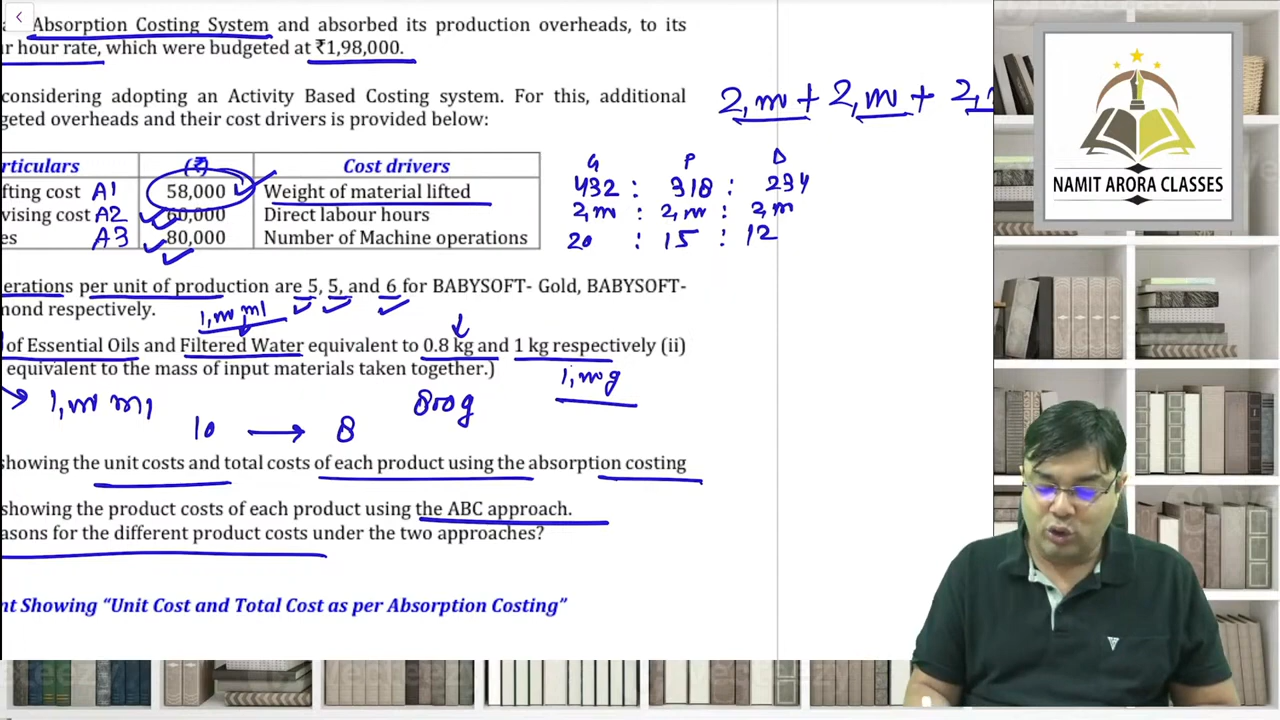 Absorption Costing System and absorbed its production overheads, to its
r hour rate, which were budgeted at ₹1,98,000.
2,m + 2,m + 2,
considering adopting an Activity Based Costing system. For this, additional
geted overheads and their cost drivers is provided below:
rticulars (₹) Cost drivers
fting cost A1 58,000 Weight of material lifted
vising cost A2 60,000 Direct labour hours
es A3 80,000 Number of Machine operations
G P D
432 : 318 : 234
2,m : 2,m : 2,m
20 : 15 : 12
erations per unit of production are 5, 5, and 6 for BABYSOFT- Gold, BABYSOFT-
mond respectively.
1,m ml
of Essential Oils and Filtered Water equivalent to 0.8 kg and 1 kg respectively (ii)
equivalent to the mass of input materials taken together.)
1,m ml
800g
1,mg
10 → 8
showing the unit costs and total costs of each product using the absorption costing
showing the product costs of each product using the ABC approach.
asons for the different product costs under the two approaches?
nt Showing “Unit Cost and Total Cost as per Absorption Costing”
NAMIT ARORA CLASSES